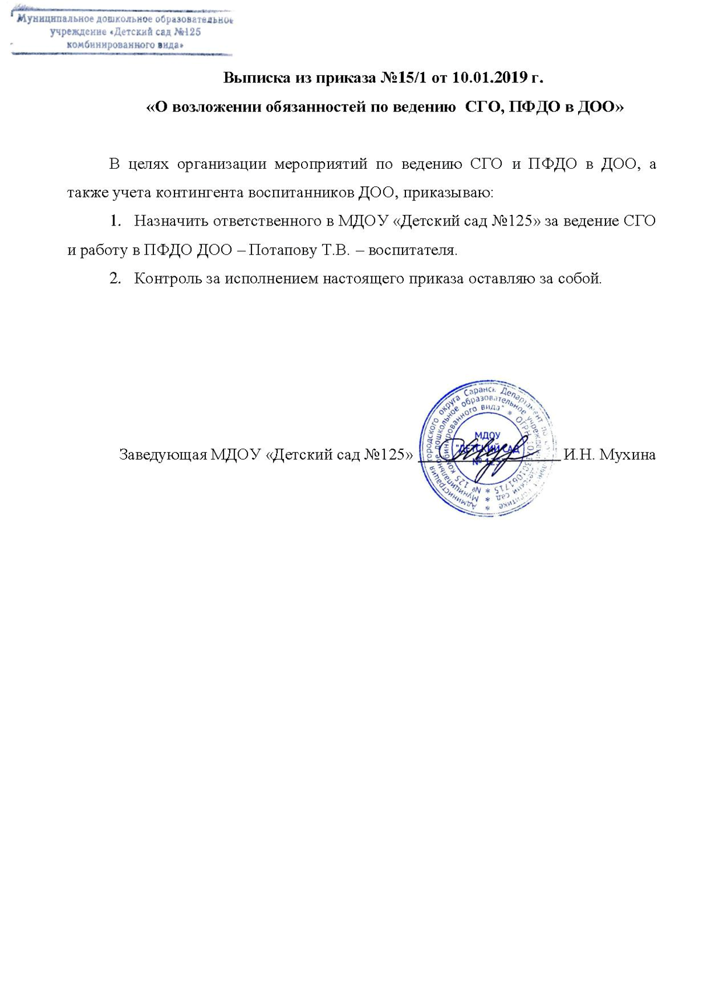 Муниципальное дошкольное образовательное
учреждение «Детский сад №125
комбинированного вида»
Выписка из приказа №15/1 от 10.01.2019 г.
«О возложении обязанностей по ведению СГО, ПФДО в ДОО»
В целях организации мероприятий по ведению СГО и ПФДО в ДОО, а
также учета контингента воспитанников ДОО, приказываю:
1. Назначить ответственного в МДОУ «Детский сад №125» за ведение СГО
и работу в ПФДО ДОО – Потапову Т.В. – воспитателя.
2. Контроль за исполнением настоящего приказа оставляю за собой.
Заведующая МДОУ «Детский сад №125» И.Н. Мухина
Администрация городского округа Саранск Департамент по политике *
Муниципальное дошкольное образовательное учреждение детский сад *
№ 125 комбинированного вида" * ОГРН *
МДОУ
"ДЕТСКИЙ САД
№ 125"